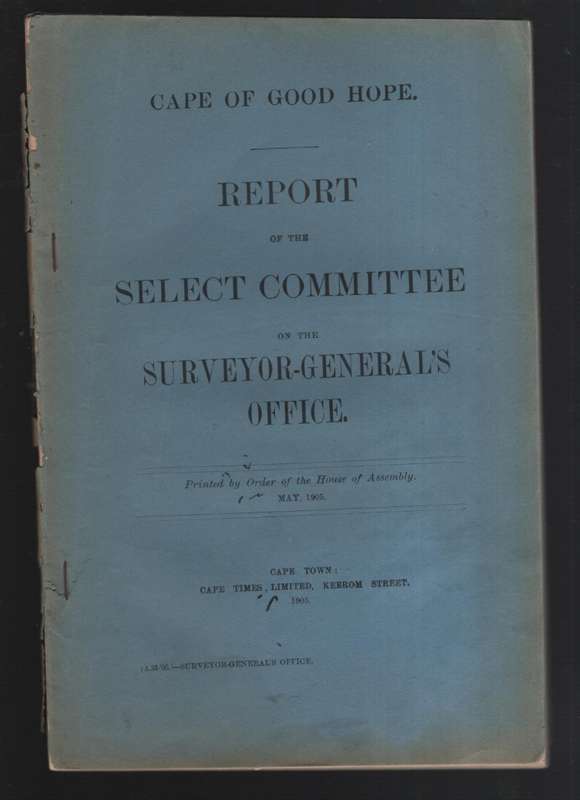 CAPE OF GOOD HOPE.
REPORT
OF THE
SELECT COMMITTEE
ON THE
SURVEYOR-GENERAL'S
OFFICE.
Printed by Order of the House of Assembly.
MAY, 1905.
CAPE TOWN:
CAPE TIMES, LIMITED, KEEROM STREET.
1905.
SURVEYOR-GENERAL'S OFFICE.